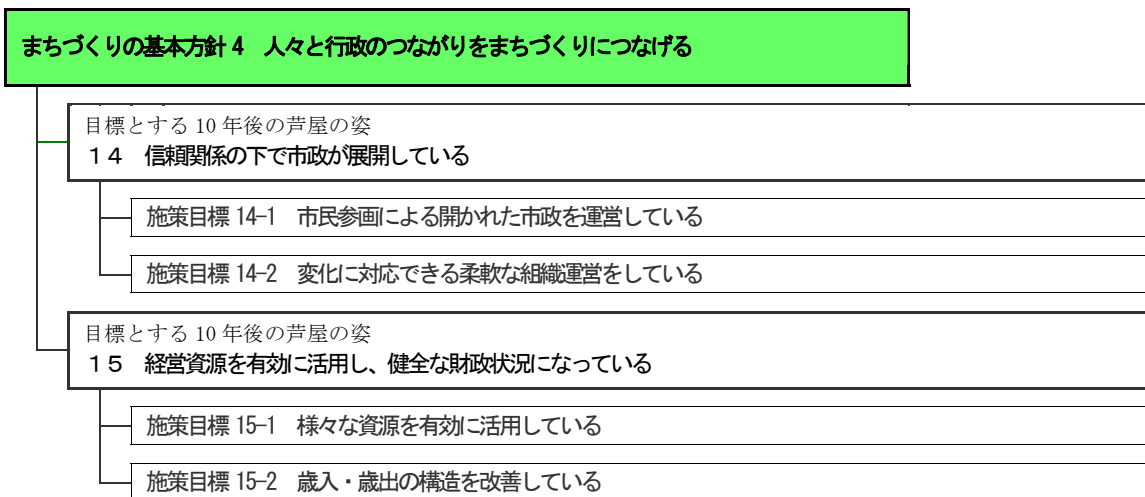 まちづくりの基本方針 4　人々と行政のつながりをまちづくりにつなげる
目標とする 10 年後の芦屋の姿
１４　信頼関係の下で市政が展開している
施策目標 14-1　市民参画による開かれた市政を運営している
施策目標 14-2　変化に対応できる柔軟な組織運営をしている
目標とする 10 年後の芦屋の姿
１５　経営資源を有効に活用し、健全な財政状況になっている
施策目標 15-1　様々な資源を有効に活用している
施策目標 15-2　歳入・歳出の構造を改善している